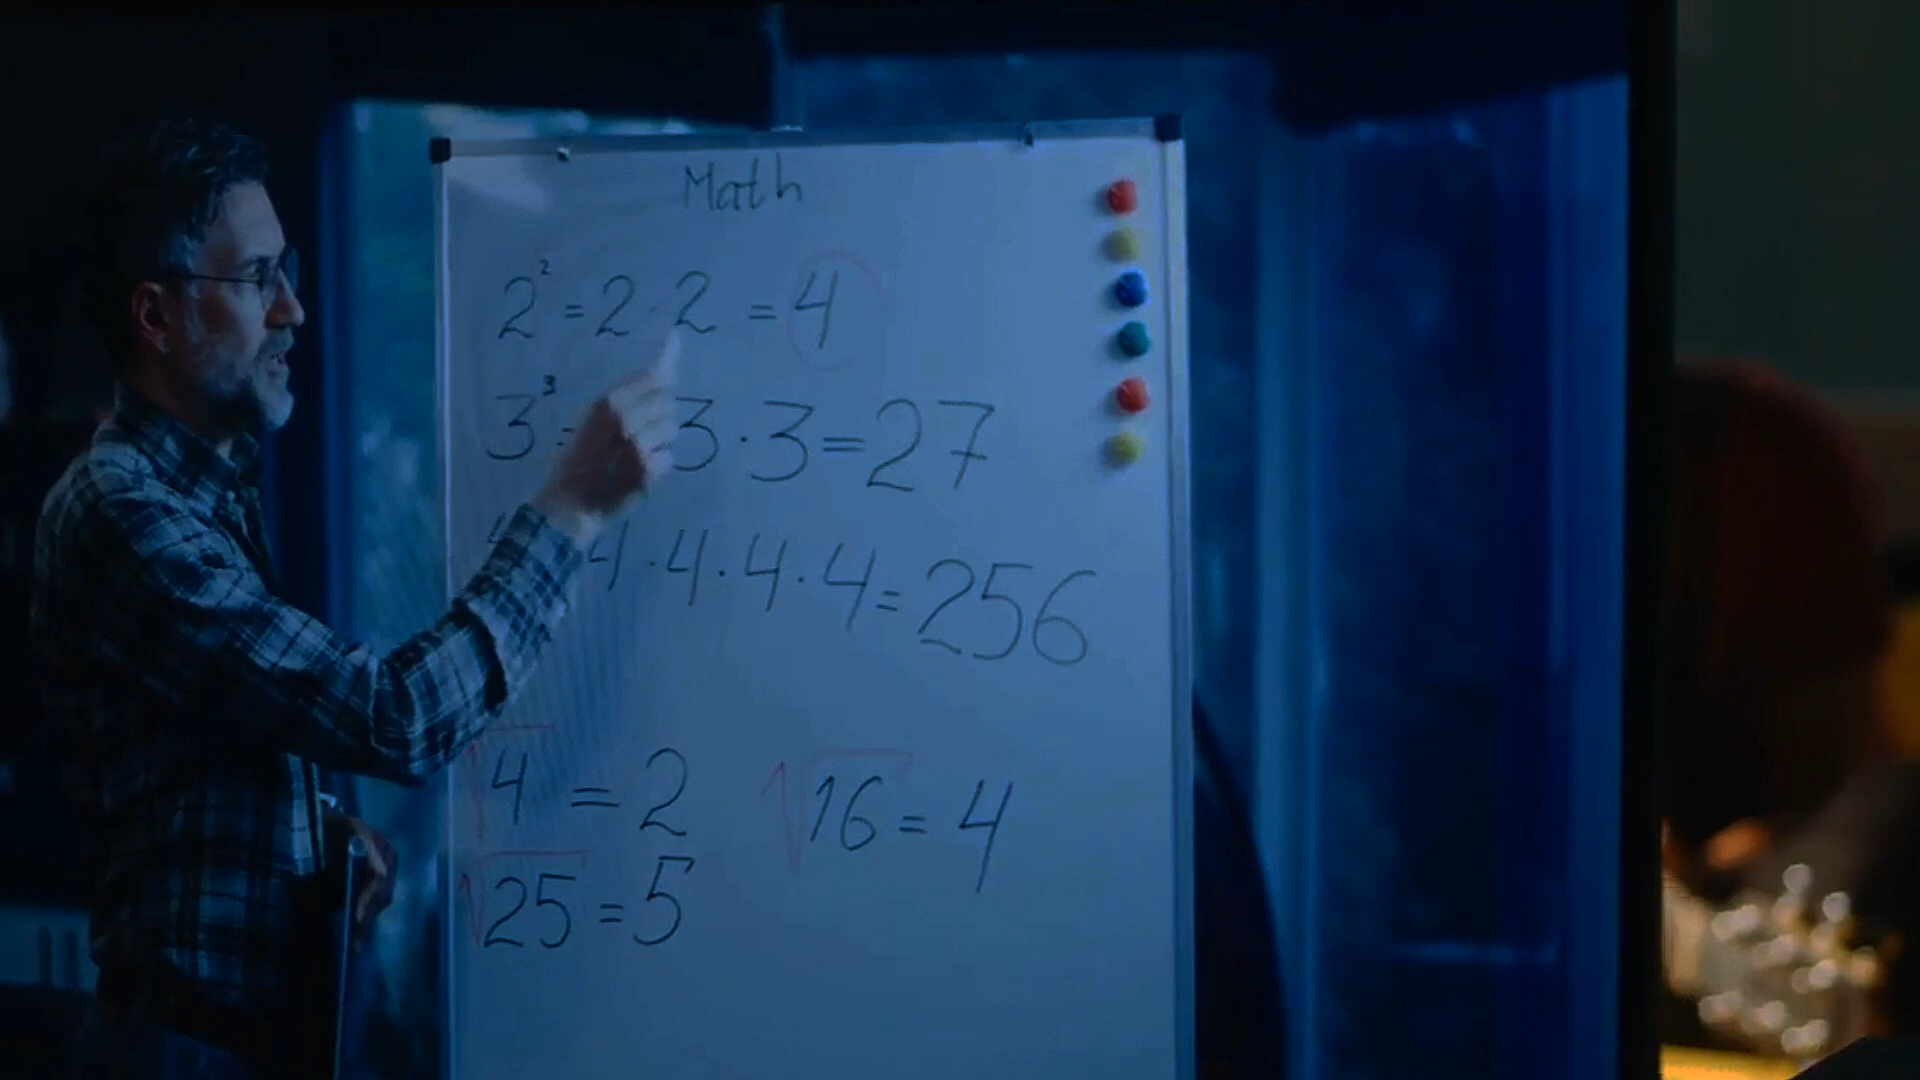 Math
2² = 2 · 2 = 4
3³ = 3 · 3 = 27
4 4 · 4 · 4 · 4 = 256
√4 = 2
√16 = 4
√25 = 5